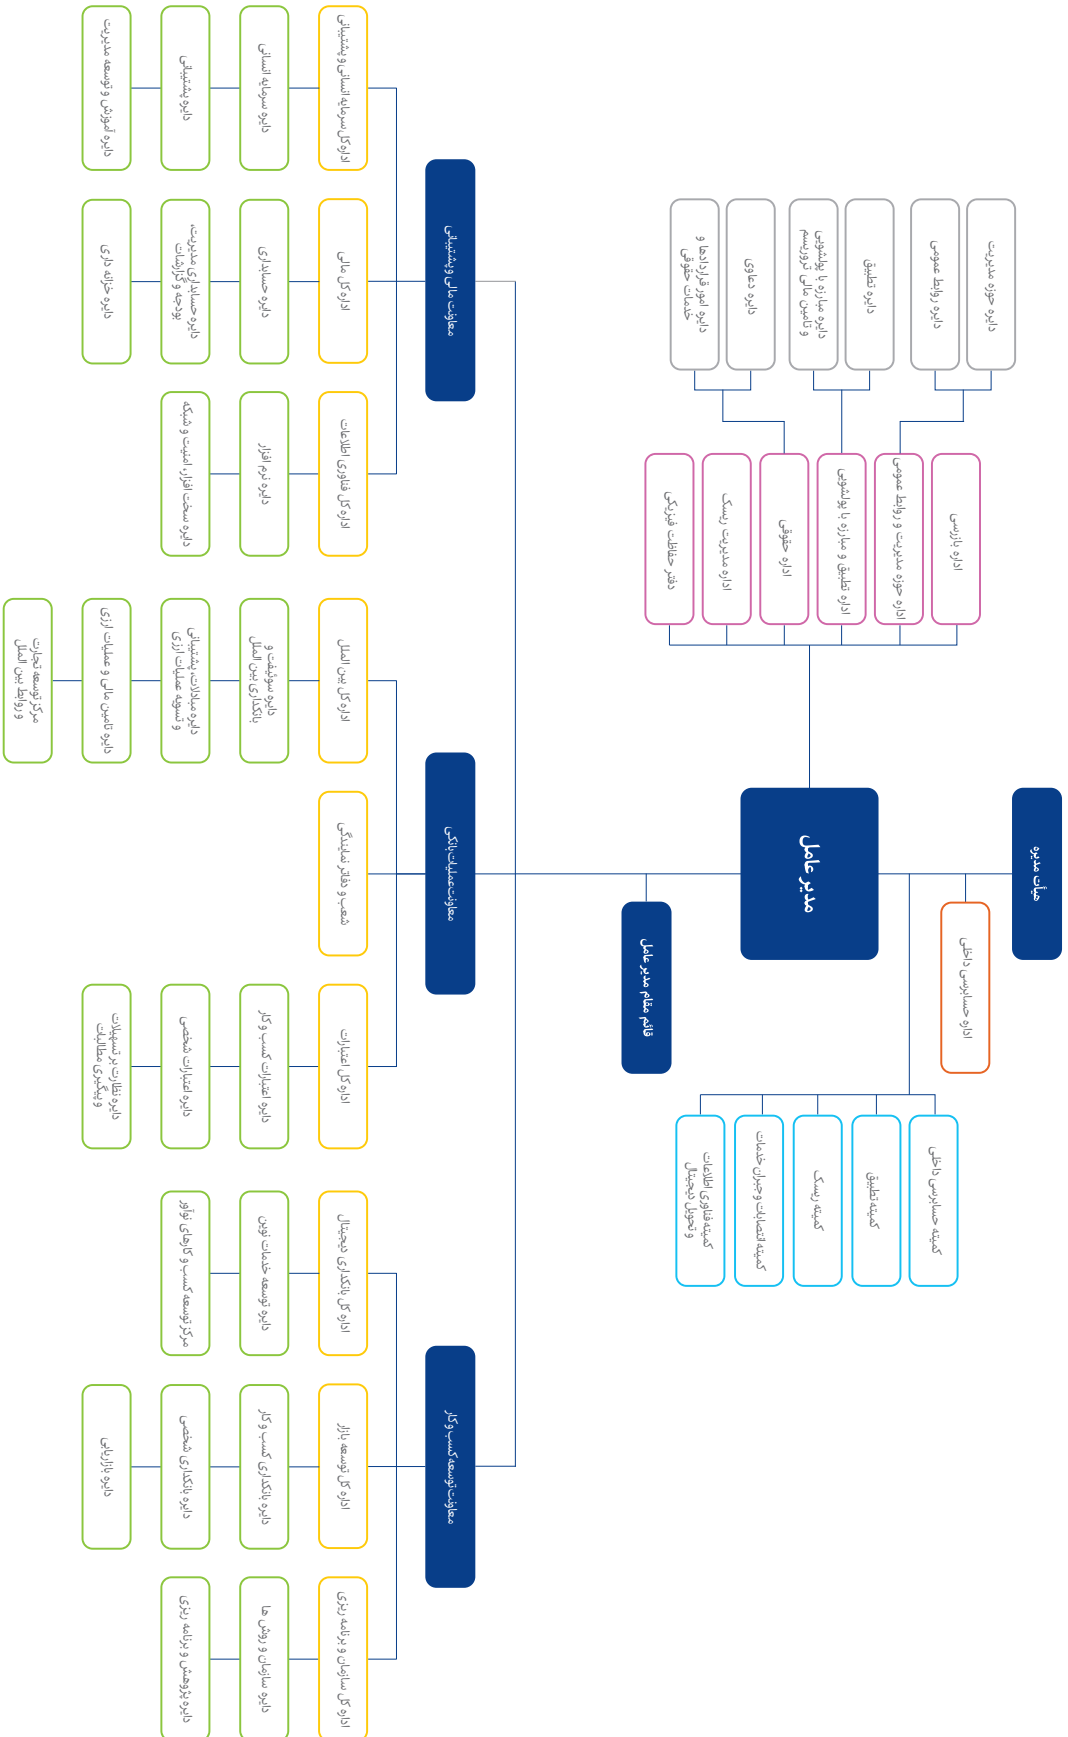 هیأت مدیره
اداره حسابرسی داخلی
مدیر عامل
قائم مقام مدیر عامل
کمیته حسابرسی داخلی
کمیته تطبیق
کمیته ریسک
کمیته انتصابات و جبران خدمات
کمیته فناوری اطلاعات
و تحویل دیجیتال
دایره حوزه مدیریت
دایره روابط عمومی
دایره تطبیق
دایره مبارزه با پولشویی
و تامین مالی تروریسم
دایره دعاوی
دایره امور قراردادها و
خدمات حقوقی
اداره بازرسی
اداره حوزه مدیریت و روابط عمومی
اداره تطبیق و مبارزه با پولشویی
اداره حقوقی
اداره مدیریت ریسک
دفتر حفاظت فیزیکی
معاونت مالی و پشتیبانی
اداره کل سرمایه انسانی و پشتیبانی
دایره سرمایه انسانی
دایره پشتیبانی
دایره آموزش و توسعه مدیریت
اداره کل مالی
دایره حسابداری
دایره حسابداری مدیریت،
بودجه و گزارشات
دایره خزانه داری
اداره کل فناوری اطلاعات
دایره نرم افزار
دایره سخت افزار، امنیت و شبکه
معاونت عملیات بانکی
اداره کل بین الملل
دایره سوئیفت و
بانکداری بین الملل
دایره مبادلات، پشتیبانی
و تسویه عملیات ارزی
دایره تامین مالی و عملیات ارزی
مرکز توسعه تجارت
و روابط بین الملل
شعب و دفاتر نمایندگی
اداره کل اعتبارات
دایره اعتبارات کسب و کار
دایره اعتبارات شخصی
دایره نظارت بر تسهیلات
و پیگیری مطالبات
معاونت توسعه کسب و کار
اداره کل بانکداری دیجیتال
دایره توسعه خدمات نوین
مرکز توسعه کسب و کارهای نوآور
اداره کل توسعه بازار
دایره بانکداری کسب و کار
دایره بانکداری شخصی
دایره بازاریابی
اداره کل سازمان و برنامه ریزی
دایره سازمان و روش ها
دایره پژوهش و برنامه ریزی